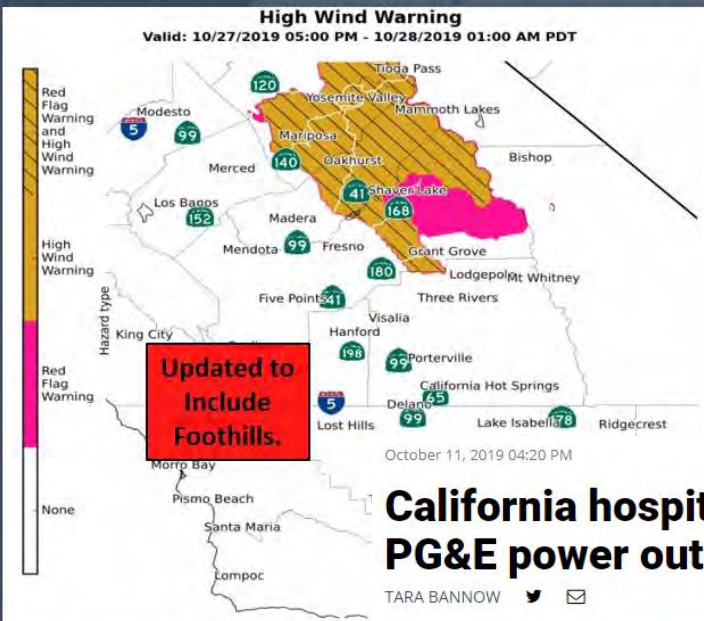 High Wind Warning
Valid: 10/27/2019 05:00 PM - 10/28/2019 01:00 AM PDT
Red
Flag
Warning
and
High
Wind
Warning
High
Wind
Warning
Hazard type
Red
Flag
Warning
None
Tioga Pass
120
Yosemite Valley
Mammoth Lakes
Modesto
5
99
Mariposa
140
Oakhurst
Bishop
Merced
41
Shaver Lake
Los Banos
152
168
Madera
Mendota
99
Fresno
Grant Grove
180
Mt Whitney
Five Points
41
Three Rivers
Visalia
King City
Hanford
198
99
Porterville
California Hot Springs
65
5
Delano
99
Lost Hills
Lake Isabella
Ridgecrest
Updated to
Include
Foothills.
Morro Bay
Pismo Beach
Santa Maria
Lompoc
October 11, 2019 04:20 PM
California hospit
PG&E power out
TARA BANNOW